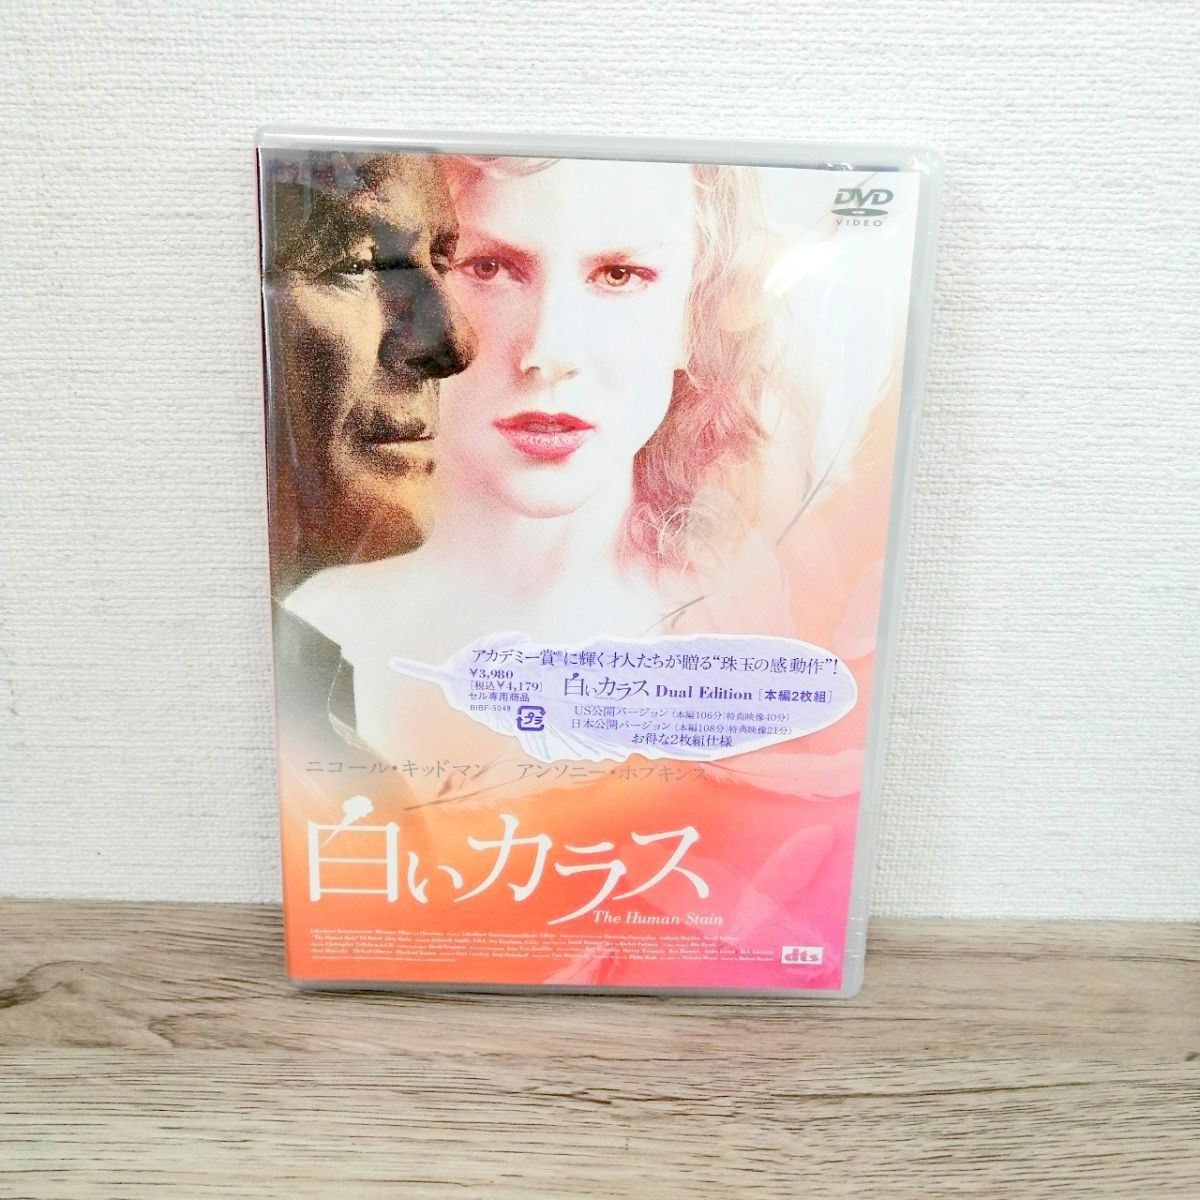 DVD
VIDEO
アカデミー賞®に輝く才人たちが贈る“珠玉の感動作”!
¥3,980
[税込¥4,179]
セル専用商品
BIBF-5048
プラ
白いカラス Dual Edition [本編2枚組]
US公開バージョン(本編106分|特典映像40分)
日本公開バージョン(本編108分|特典映像21分)
お得な2枚組仕様
ニコール・キッドマン アンソニー・ホプキンス
白いカラス
The Human Stain
dts